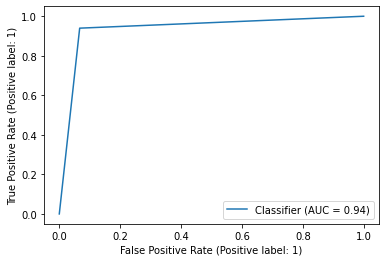 1.0
0.8
0.6
0.4
0.2
0.0
True Positive Rate (Positive label: 1)
Classifier (AUC = 0.94)
0.0 0.2 0.4 0.6 0.8 1.0
False Positive Rate (Positive label: 1)